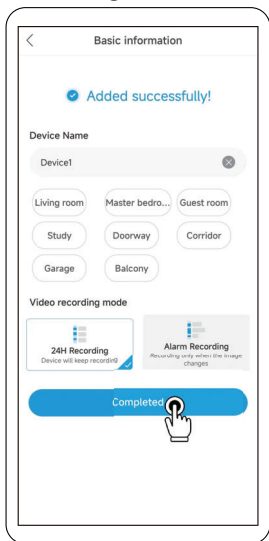 Basic information
Added successfully!
Device Name
Device1
Living room Master bedro... Guest room
Study Doorway Corridor
Garage Balcony
Video recording mode
24H Recording
Device will keep recording
Alarm Recording
Recording only when the image
changes
Completed